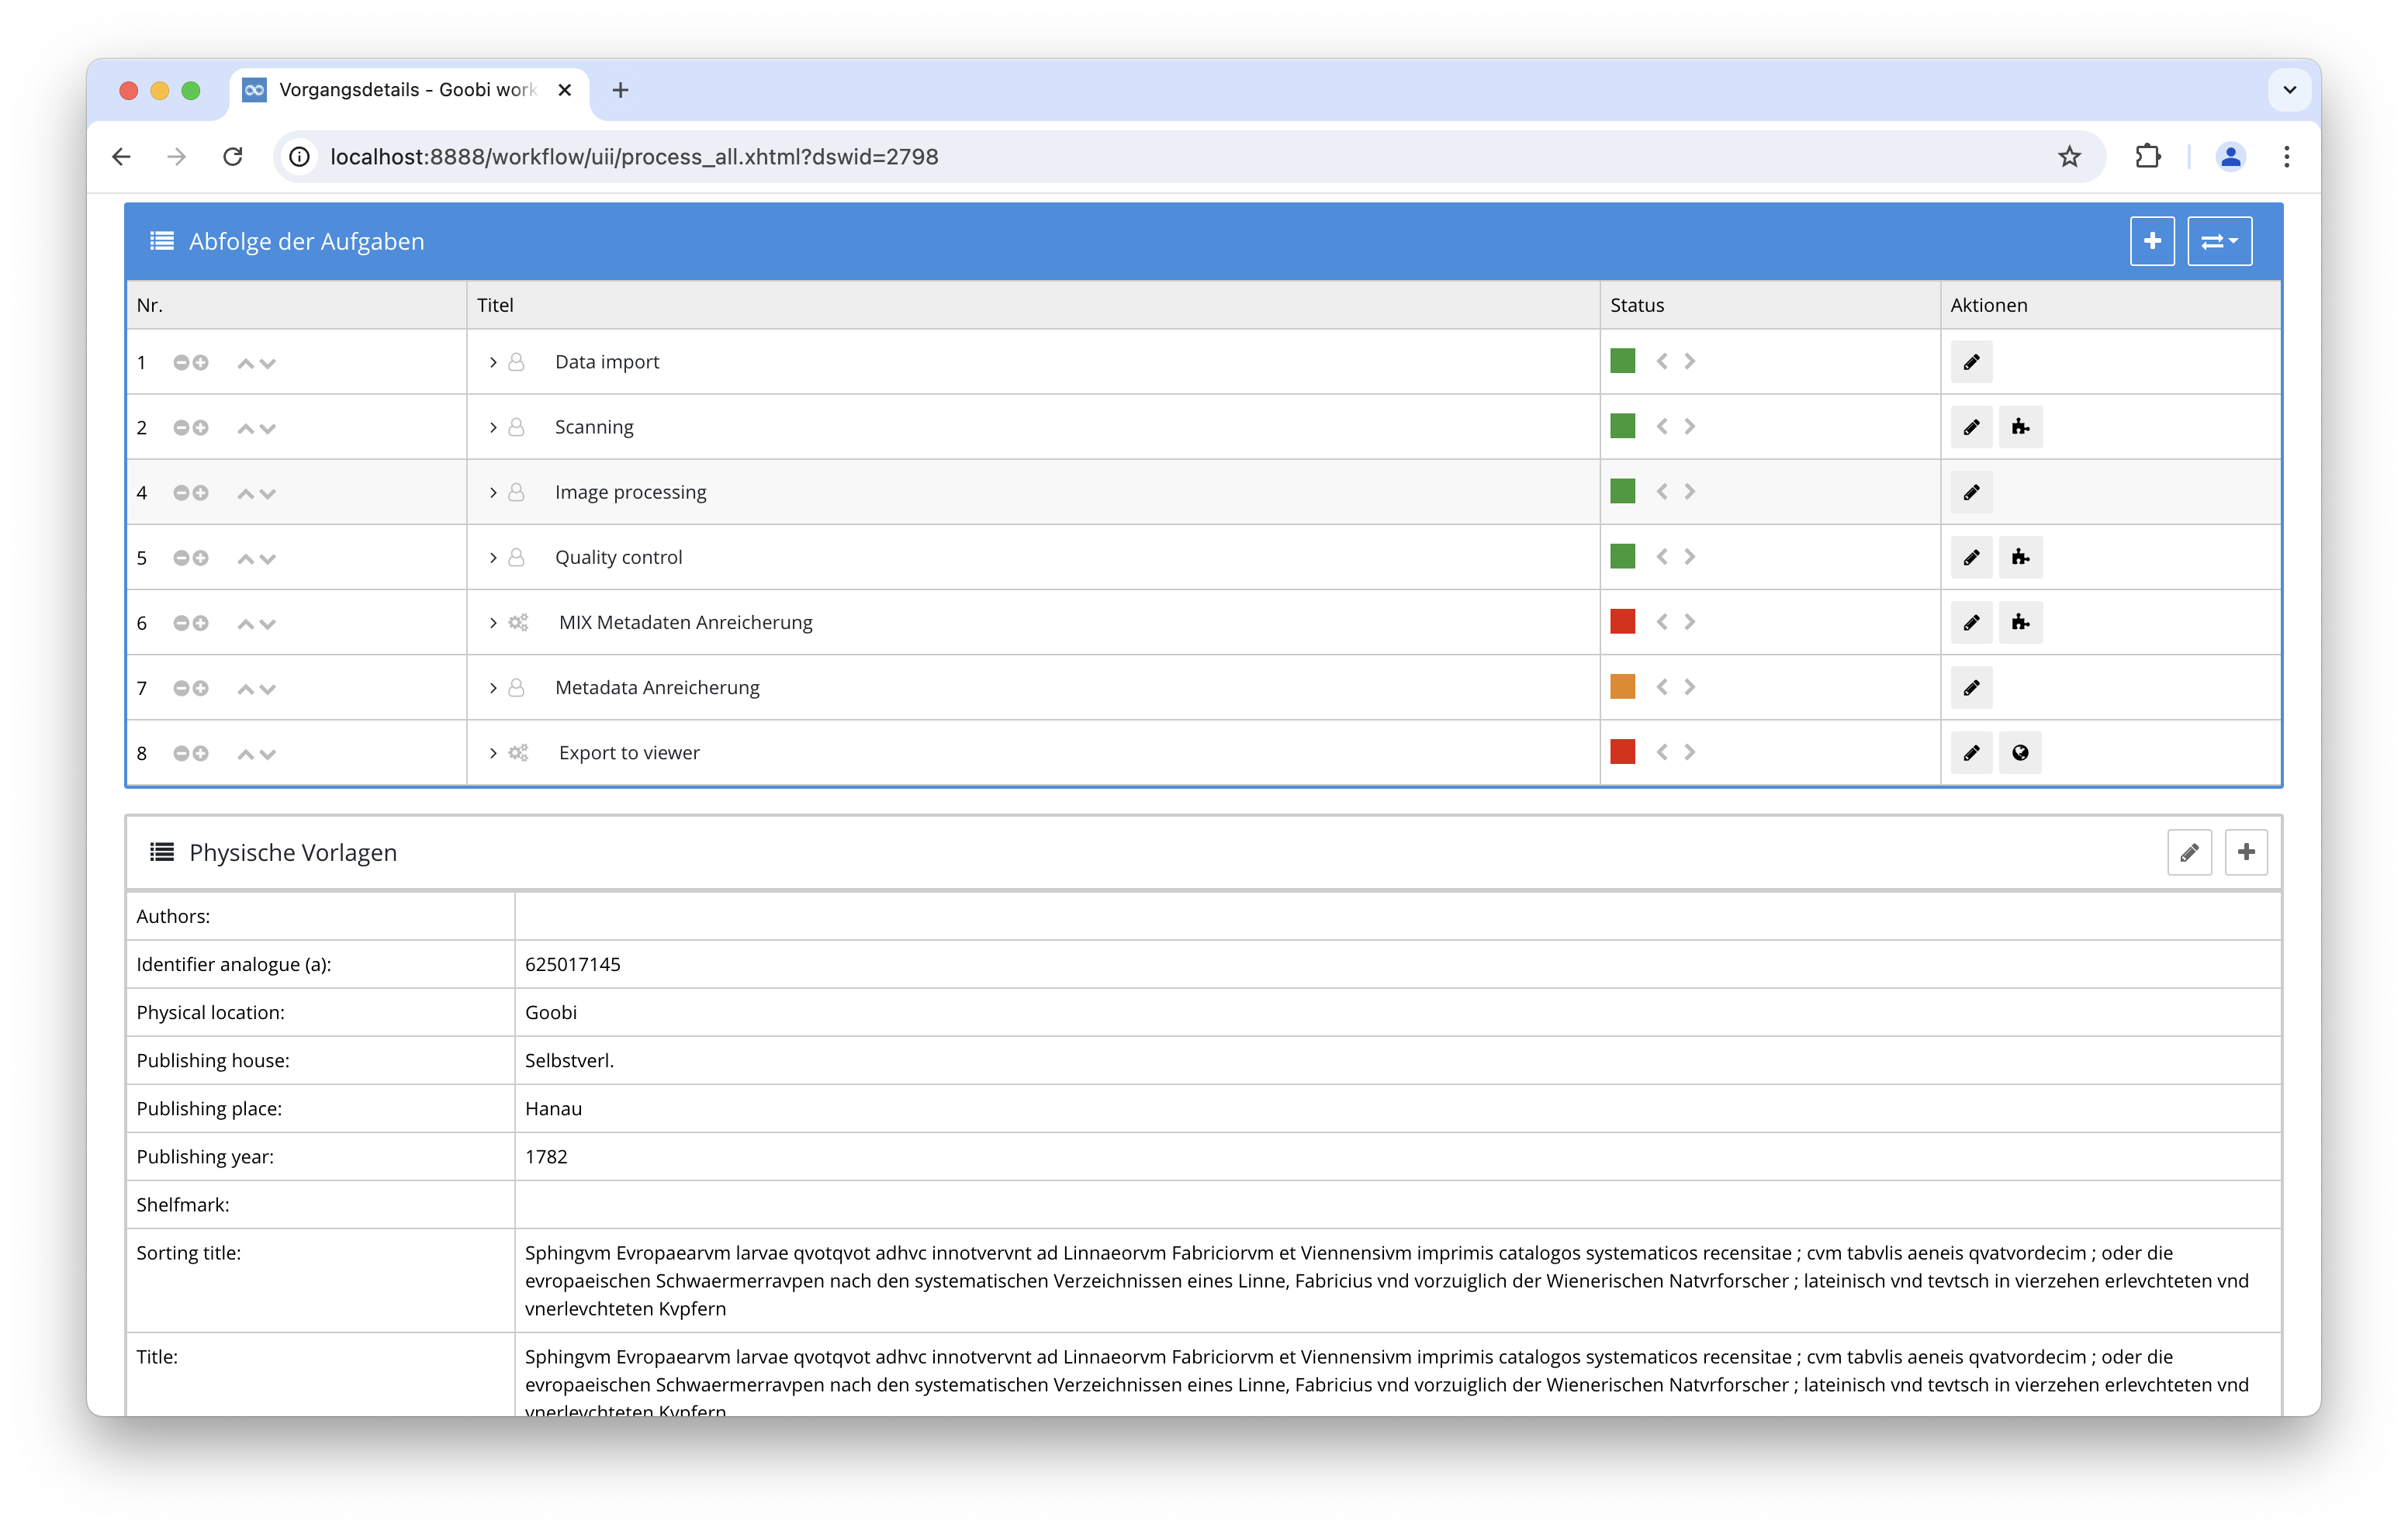 Vorgangsdetails - Goobi work
localhost:8888/workflow/uii/process_all.xhtml?dswid=2798
Abfolge der Aufgaben
Nr. Titel Status Aktionen
1 Data import
2 Scanning
4 Image processing
5 Quality control
6 MIX Metadaten Anreicherung
7 Metadata Anreicherung
8 Export to viewer
Physische Vorlagen
Authors:
Identifier analogue (a): 625017145
Physical location: Goobi
Publishing house: Selbstverl.
Publishing place: Hanau
Publishing year: 1782
Shelfmark:
Sorting title: Sphingvm Evropaearvm larvae qvotqvot adhvc innotvervnt ad Linnaeorvm Fabriciorvm et Viennensivm imprimis catalogos systematicos recensitae ; cvm tabvlis aeneis qvatvordecim ; oder die
evropaeischen Schwaermerravpen nach den systematischen Verzeichnissen eines Linne, Fabricius vnd vorzuiglich der Wienerischen Natvrforscher ; lateinisch vnd tevtsch in vierzehen erlevchteten vnd
vnerlevchteten Kvpfern
Title: Sphingvm Evropaearvm larvae qvotqvot adhvc innotvervnt ad Linnaeorvm Fabriciorvm et Viennensivm imprimis catalogos systematicos recensitae ; cvm tabvlis aeneis qvatvordecim ; oder die
evropaeischen Schwaermerravpen nach den systematischen Verzeichnissen eines Linne, Fabricius vnd vorzuiglich der Wienerischen Natvrforscher ; lateinisch vnd tevtsch in vierzehen erlevchteten vnd
vnerlevchteten Kvpfern